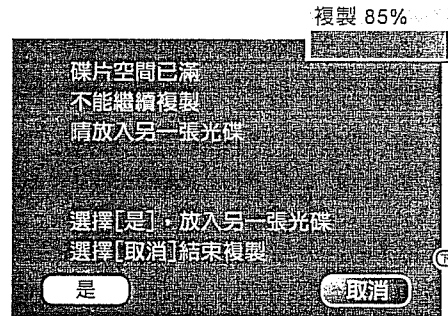 複製 85%
碟片空間已滿
不能繼續複製
請放入另一張光碟
選擇[是]，放入另一張光碟
選擇[取消]結束複製
是
取消
下